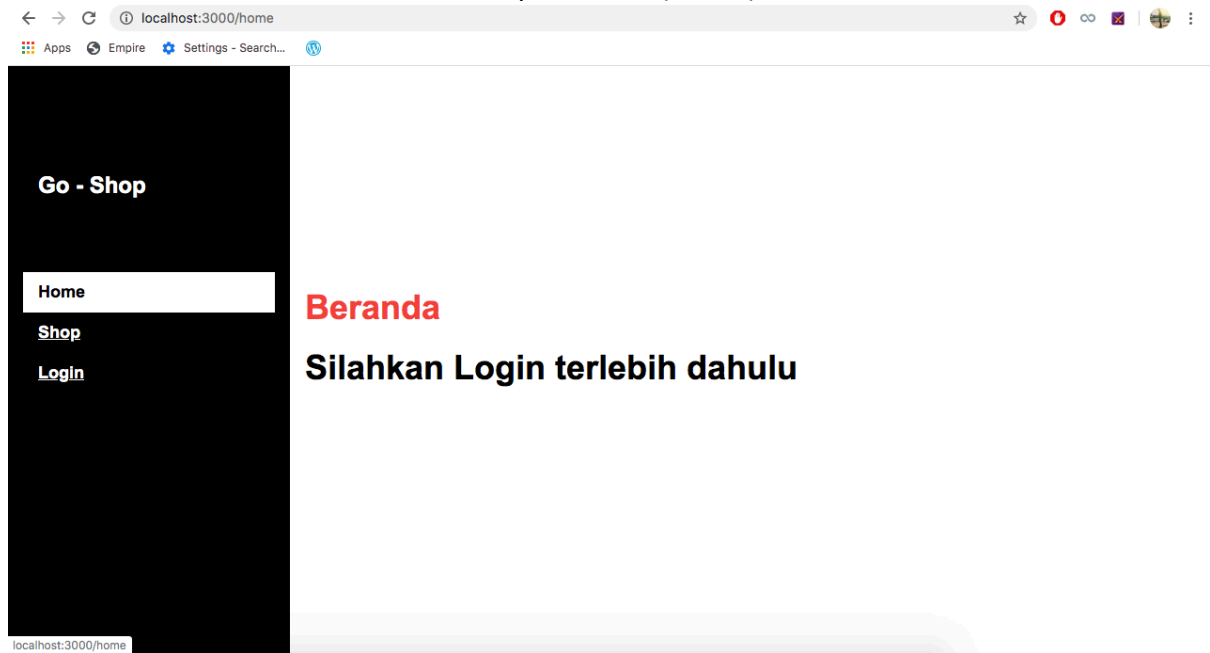 localhost:3000/home
Apps Empire Settings - Search...
Go - Shop
Home
Shop
Login
Beranda
Silahkan Login terlebih dahulu
localhost:3000/home